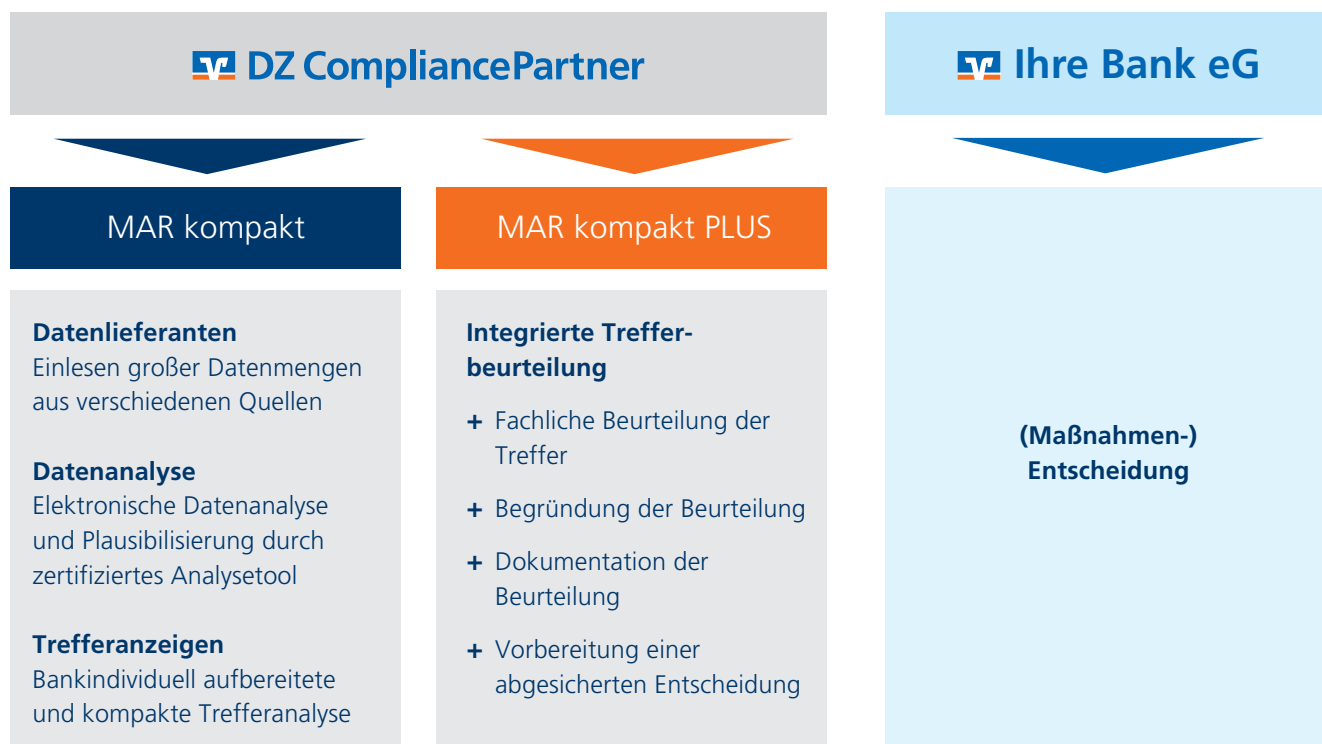 DZ CompliancePartner
Ihre Bank eG
MAR kompakt
MAR kompakt PLUS
Datenlieferanten
Einlesen großer Datenmengen
aus verschiedenen Quellen
Datenanalyse
Elektronische Datenanalyse
und Plausibilisierung durch
zertifiziertes Analysetool
Trefferanzeigen
Bankindividuell aufbereitete
und kompakte Trefferanalyse
Integrierte Treffer-
beurteilung
+ Fachliche Beurteilung der
Treffer
+ Begründung der Beurteilung
+ Dokumentation der
Beurteilung
+ Vorbereitung einer
abgesicherten Entscheidung
(Maßnahmen-)
Entscheidung